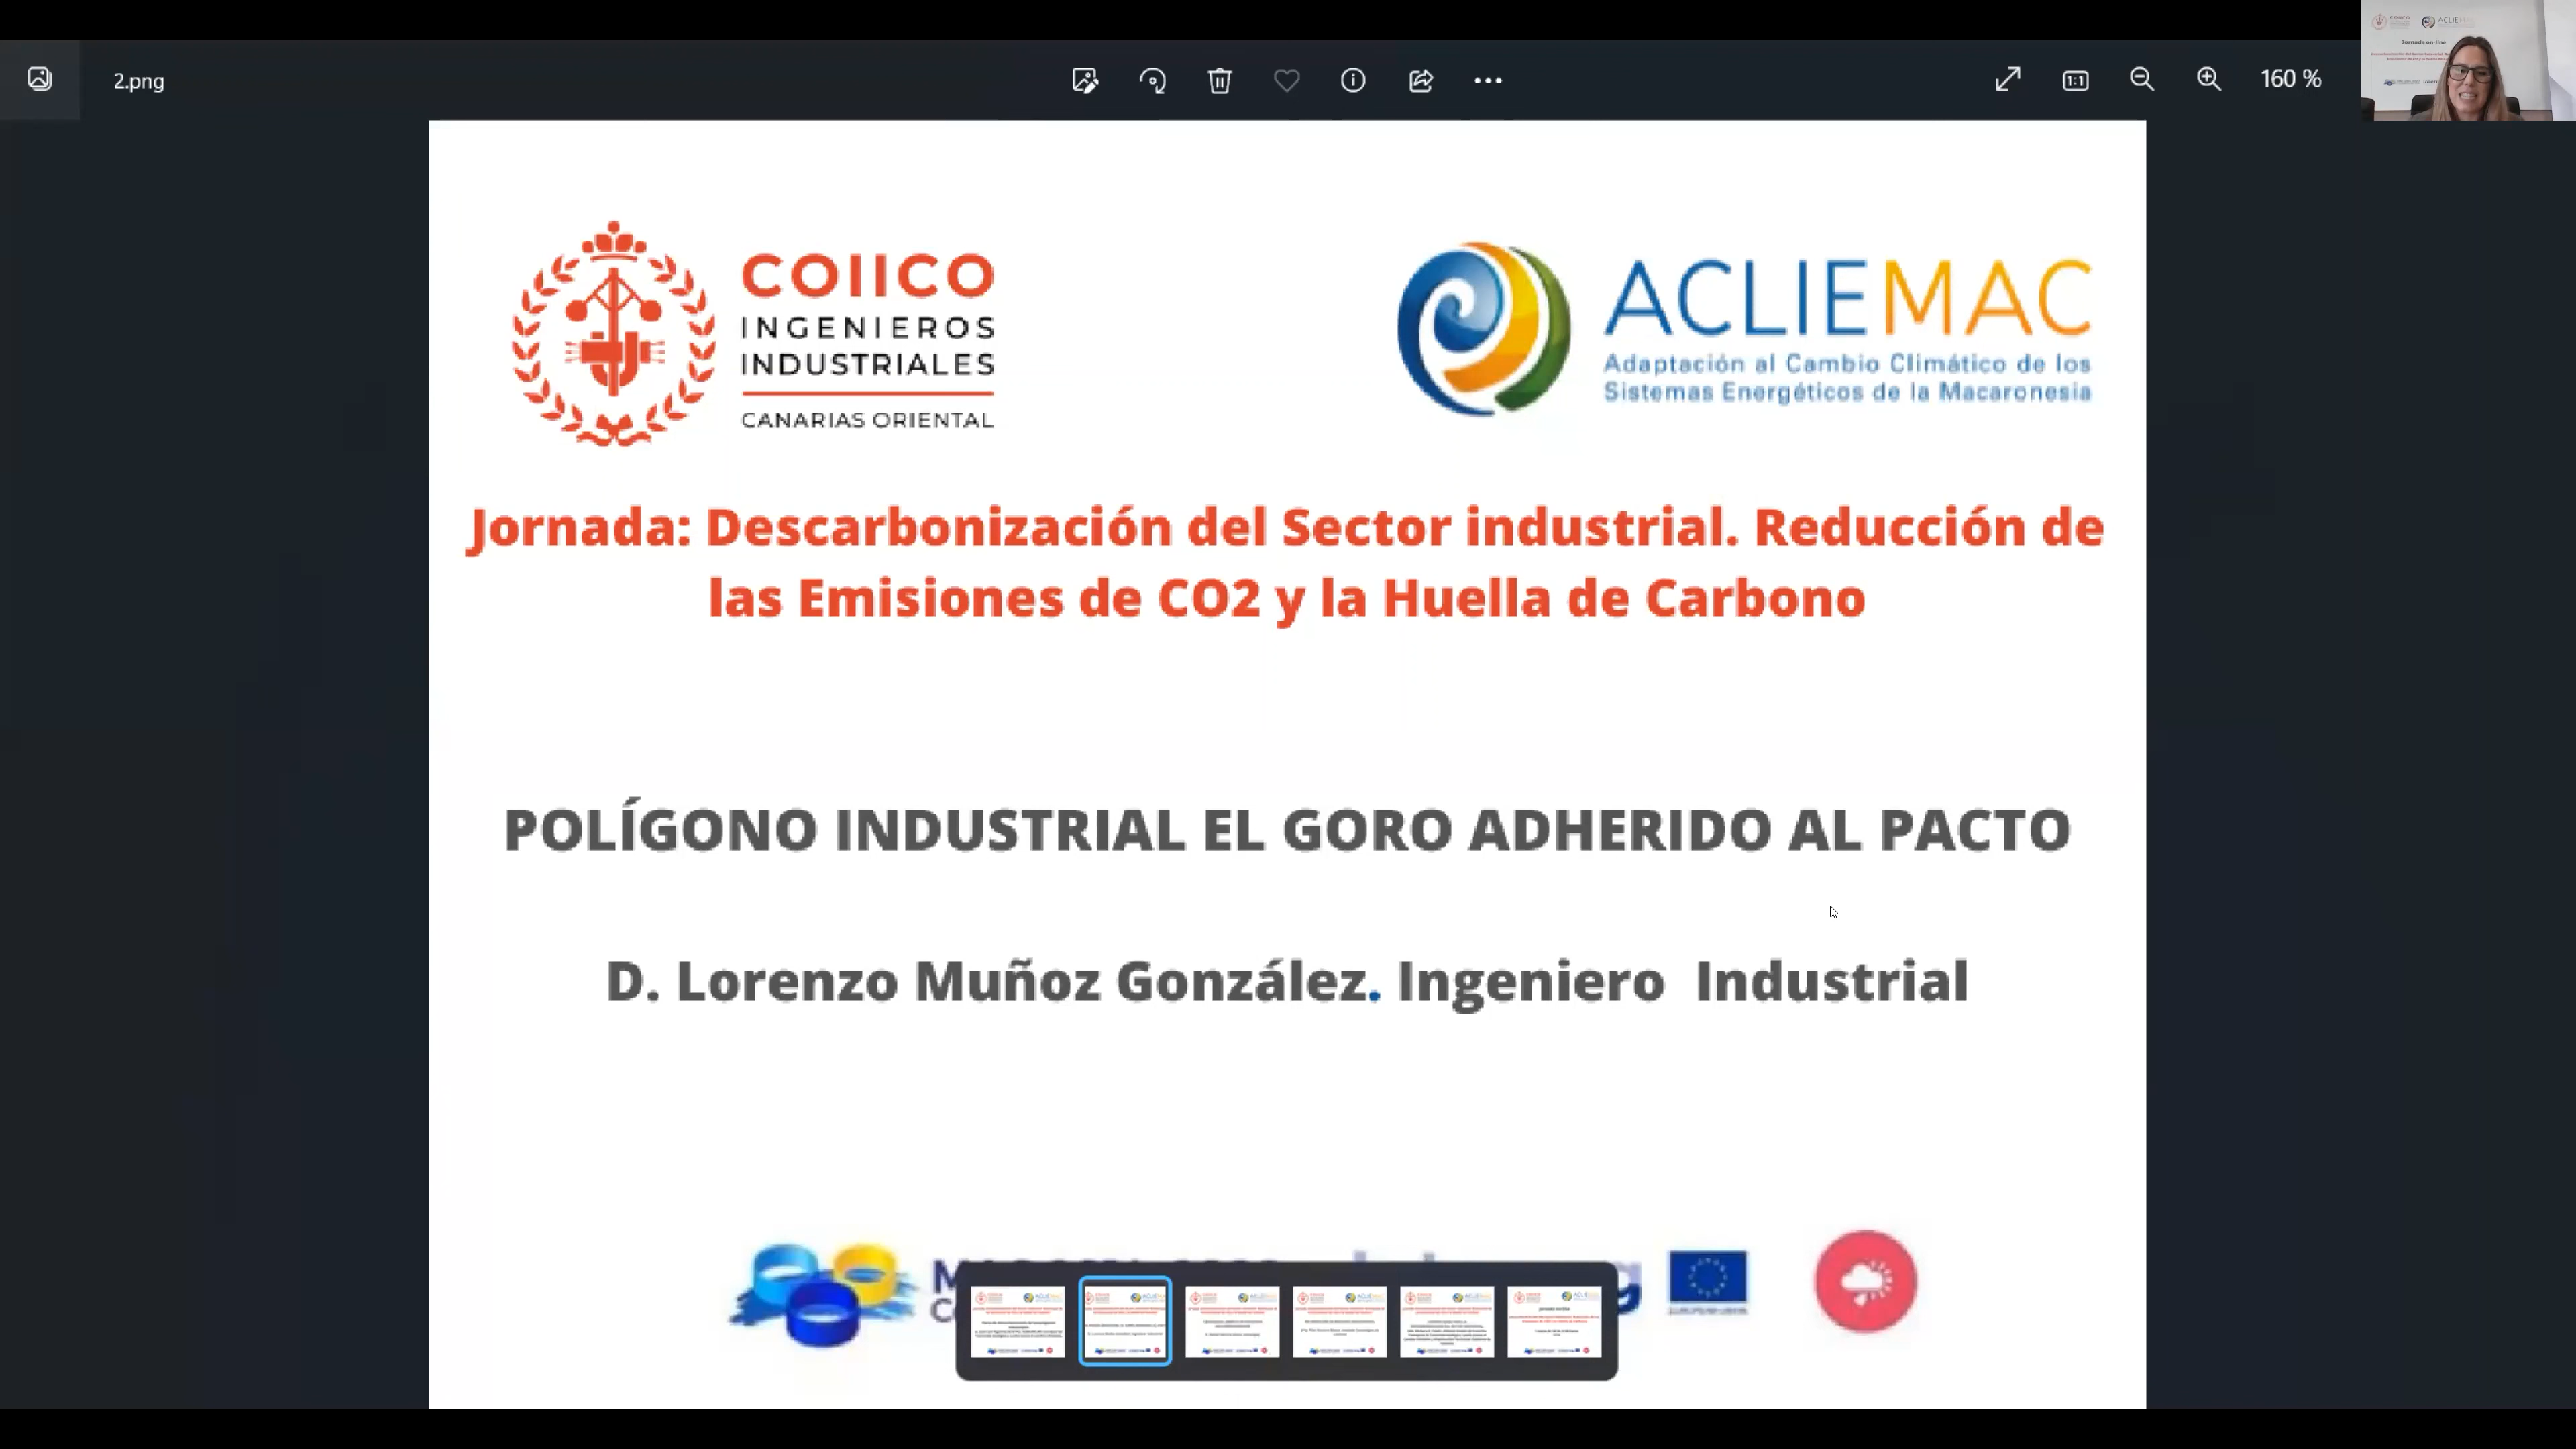 2.png
160 %
COIICO
INGENIEROS
INDUSTRIALES
CANARIAS ORIENTAL
ACLIEMAC
Adaptación al Cambio Climático de los
Sistemas Energéticos de la Macaronesia
Jornada: Descarbonización del Sector industrial. Reducción de
las Emisiones de CO2 y la Huella de Carbono
POLÍGONO INDUSTRIAL EL GORO ADHERIDO AL PACTO
D. Lorenzo Muñoz González. Ingeniero  Industrial